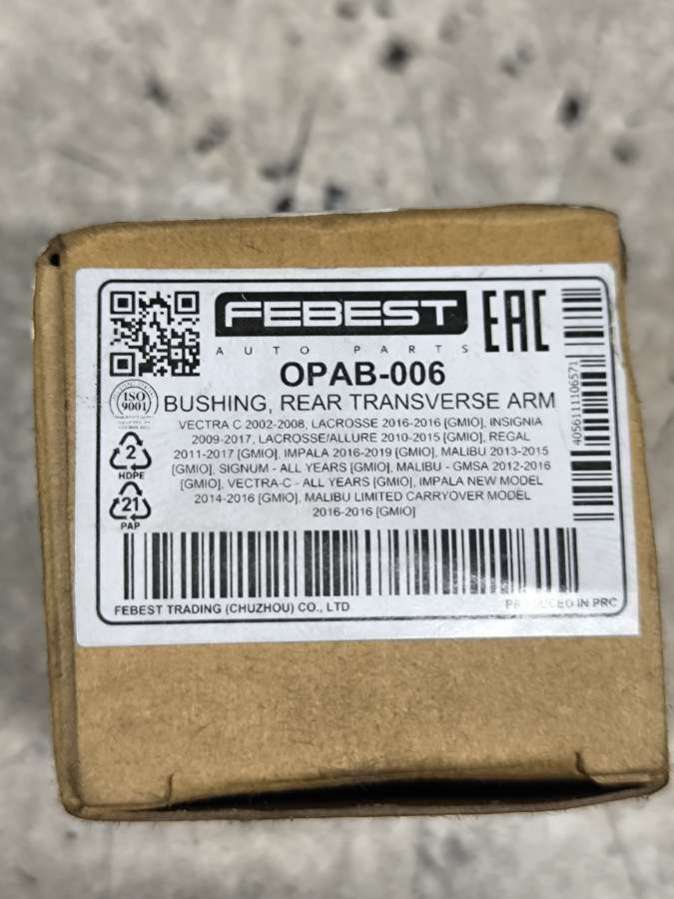 FEBEST
AUTO PARTS
EAC
OPAB-006
ISO
9001
BUSHING, REAR TRANSVERSE ARM
VECTRA C 2002-2008, LACROSSE 2016-2016 [GMIO], INSIGNIA
2009-2017, LACROSSE/ALLURE 2010-2015 [GMIO], REGAL
2011-2017 [GMIO], IMPALA 2016-2019 [GMIO], MALIBU 2013-2015
[GMIO], SIGNUM - ALL YEARS [GMIO], MALIBU - GMSA 2012-2016
[GMIO], VECTRA-C - ALL YEARS [GMIO], IMPALA NEW MODEL
2014-2016 [GMIO], MALIBU LIMITED CARRYOVER MODEL
2016-2016 [GMIO]
2
HDPE
21
PAP
4056111106571
FEBEST TRADING (CHUZHOU) CO., LTD
PRODUCED IN PRC